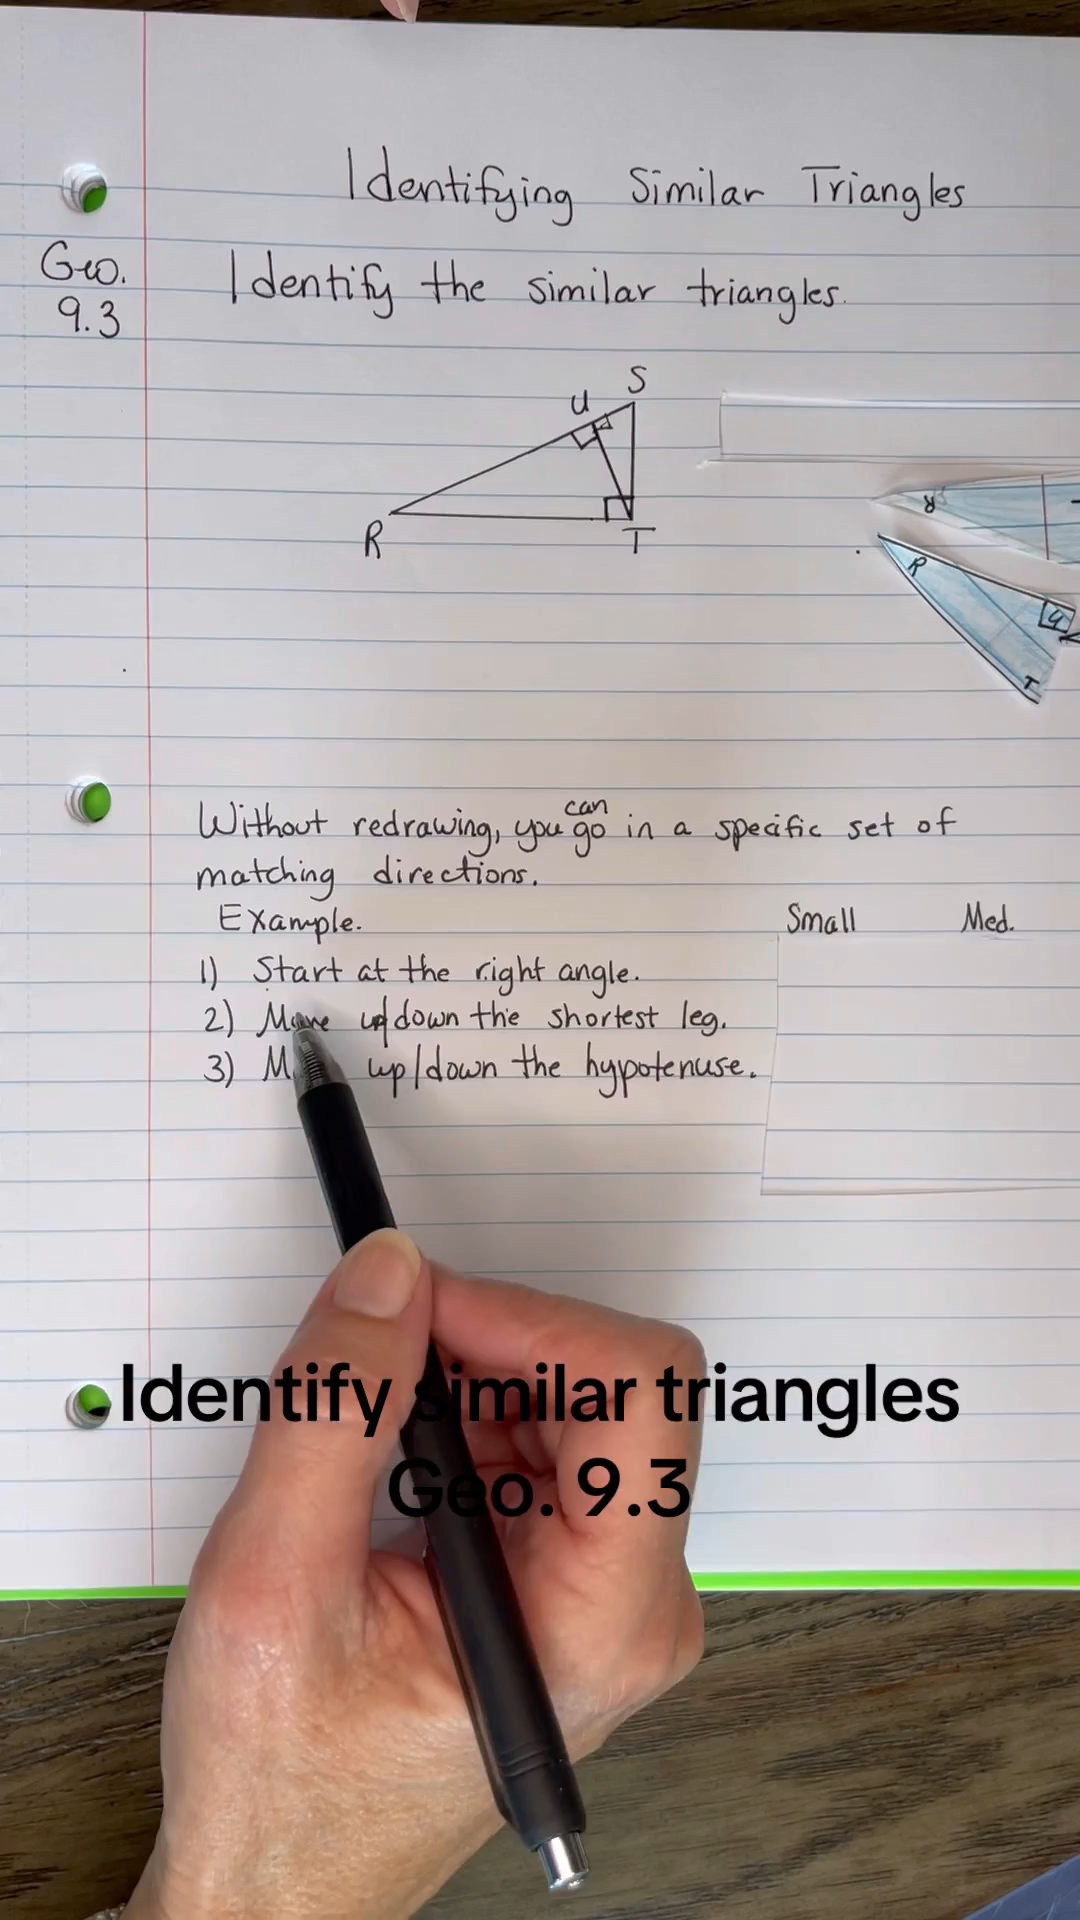 Identifying Similar Triangles
Geo.
9.3
Identify the similar triangles.
S
U
R
T
R
R
U
T
Without redrawing, you can go in a specific set of
matching directions.
Example.
Small Med.
1) Start at the right angle.
2) Move up/down the shortest leg.
3) up/down the hypotenuse.
Identify similar triangles
Geo. 9.3